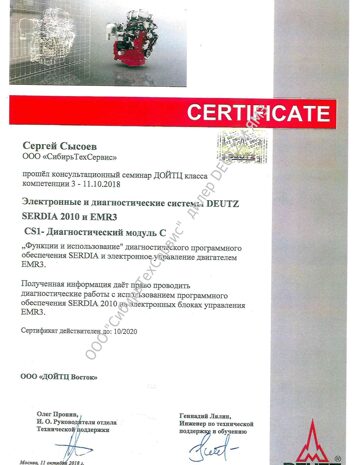 CERTIFICATE
DEUTZ
Сергей Сысоев
ООО «СибирьТехСервис»
прошёл консультационный семинар ДОЙТЦ класса
компетенции 3 - 11.10.2018
Электронные и диагностические системы DEUTZ
SERDIA 2010 и EMR3
CS1- Диагностический модуль С
„Функции и использование" диагностического программного
обеспечения SERDIA и электронное управление двигателем
EMR3.
Полученная информация даёт право проводить
диагностические работы с использованием программного
обеспечения SERDIA 2010 на электронных блоках управления
EMR3.
Сертификат действителен до: 10/2020
ООО "СибирьТехСервис" дилер DEUTZ
ООО «ДОЙТЦ Восток»
Олег Пронин,
И. О. Руководителя отдела
Технической поддержки
Геннадий Лялин,
Инженер по технической
поддержке и обучению
Москва, 11 октября 2018 г.
DEUTZ
®